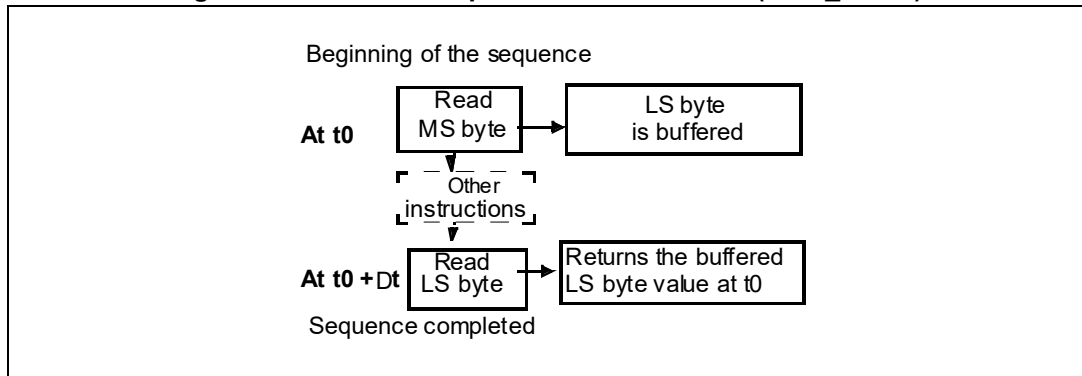 Beginning of the sequence
Read
MS byte
LS byte
is buffered
At t0
Other
instructions
At t0 +Dt
Read
LS byte
Returns the buffered
LS byte value at t0
Sequence completed